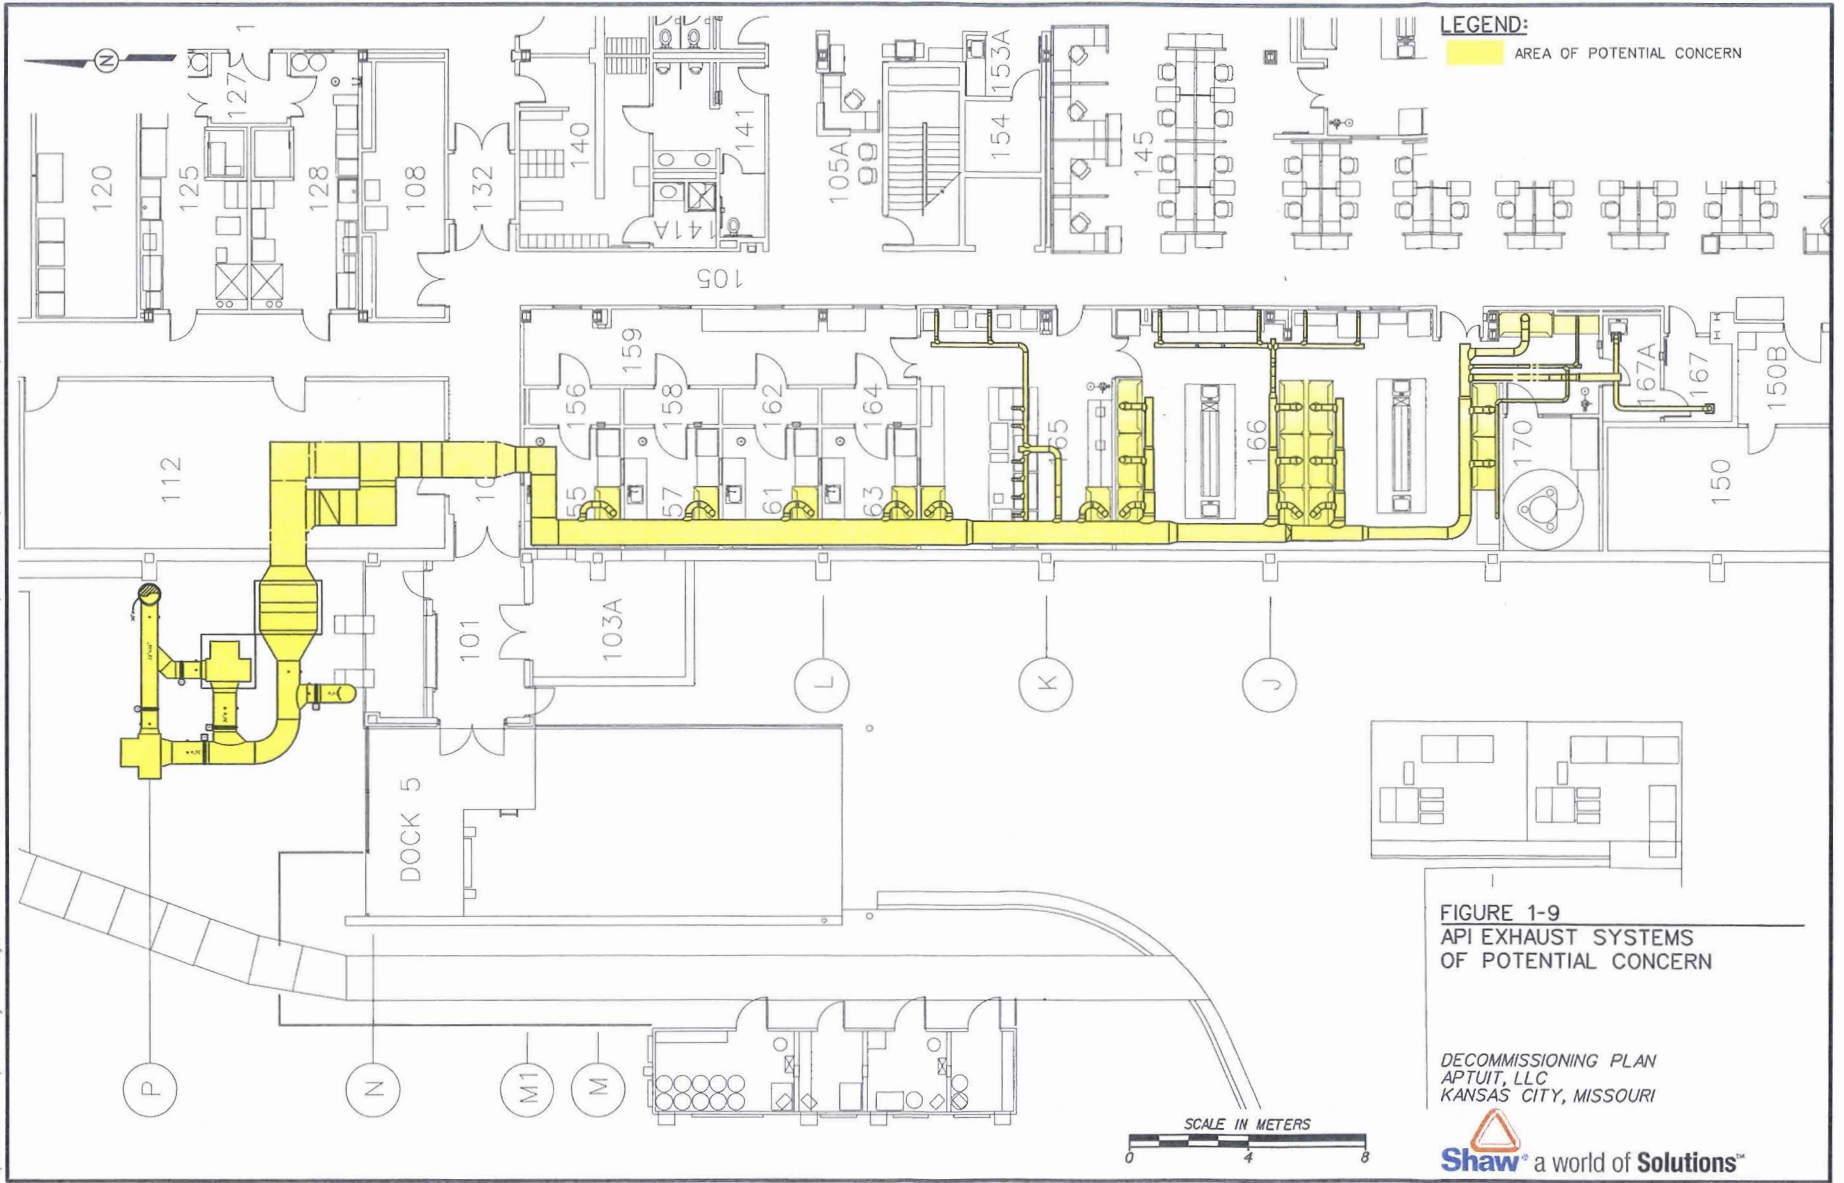 LEGEND:
AREA OF POTENTIAL CONCERN
N
1
127
120
125
128
108
132
140
141
141A
105A
153A
154
145
105
159
156
158
162
164
112
166
167A
167
150B
170
150
101
103A
L
K
J
DOCK 5
P
N
M1
M
FIGURE 1-9
API EXHAUST SYSTEMS
OF POTENTIAL CONCERN
DECOMMISSIONING PLAN
APTUIT, LLC
KANSAS CITY, MISSOURI
SCALE IN METERS
0 4 8
Shaw® a world of Solutions™